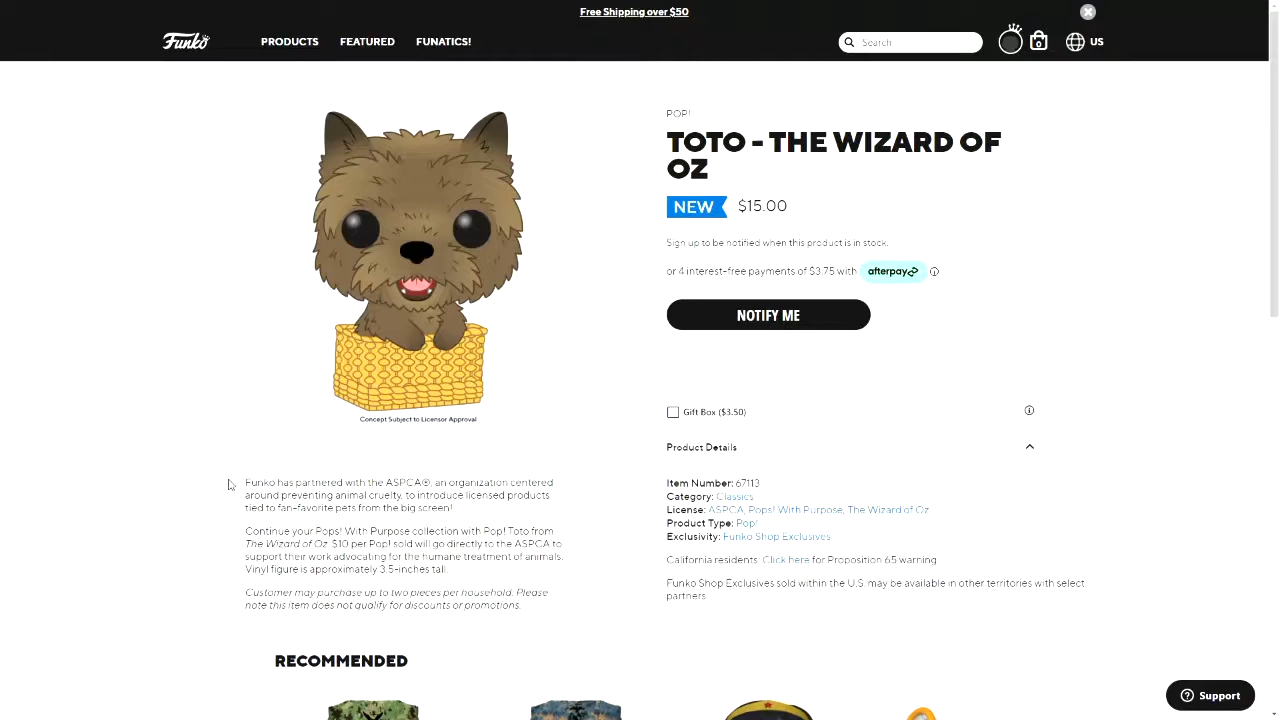 Free Shipping over $50
Funko
PRODUCTS
FEATURED
FUNATICS!
Search
0
US
POP!
TOTO - THE WIZARD OF
OZ
NEW
$15.00
Sign up to be notified when this product is in stock.
or 4 interest-free payments of $3.75 with afterpay
NOTIFY ME
Gift Box ($3.50)
Product Details
Concept Subject to Licensor Approval
Funko has partnered with the ASPCA®, an organization centered
around preventing animal cruelty, to introduce licensed products
tied to fan-favorite pets from the big screen!
Continue your Pops! With Purpose collection with Pop! Toto from
The Wizard of Oz. $10 per Pop! sold will go directly to the ASPCA to
support their work advocating for the humane treatment of animals.
Vinyl figure is approximately 3.5-inches tall.
Customer may purchase up to two pieces per household. Please
note this item does not qualify for discounts or promotions.
Item Number: 67113
Category: Classics
License: ASPCA, Pops! With Purpose, The Wizard of Oz
Product Type: Pop!
Exclusivity: Funko Shop Exclusives
California residents: Click here for Proposition 65 warning
Funko Shop Exclusives sold within the U.S. may be available in other territories with select
partners
RECOMMENDED
Support